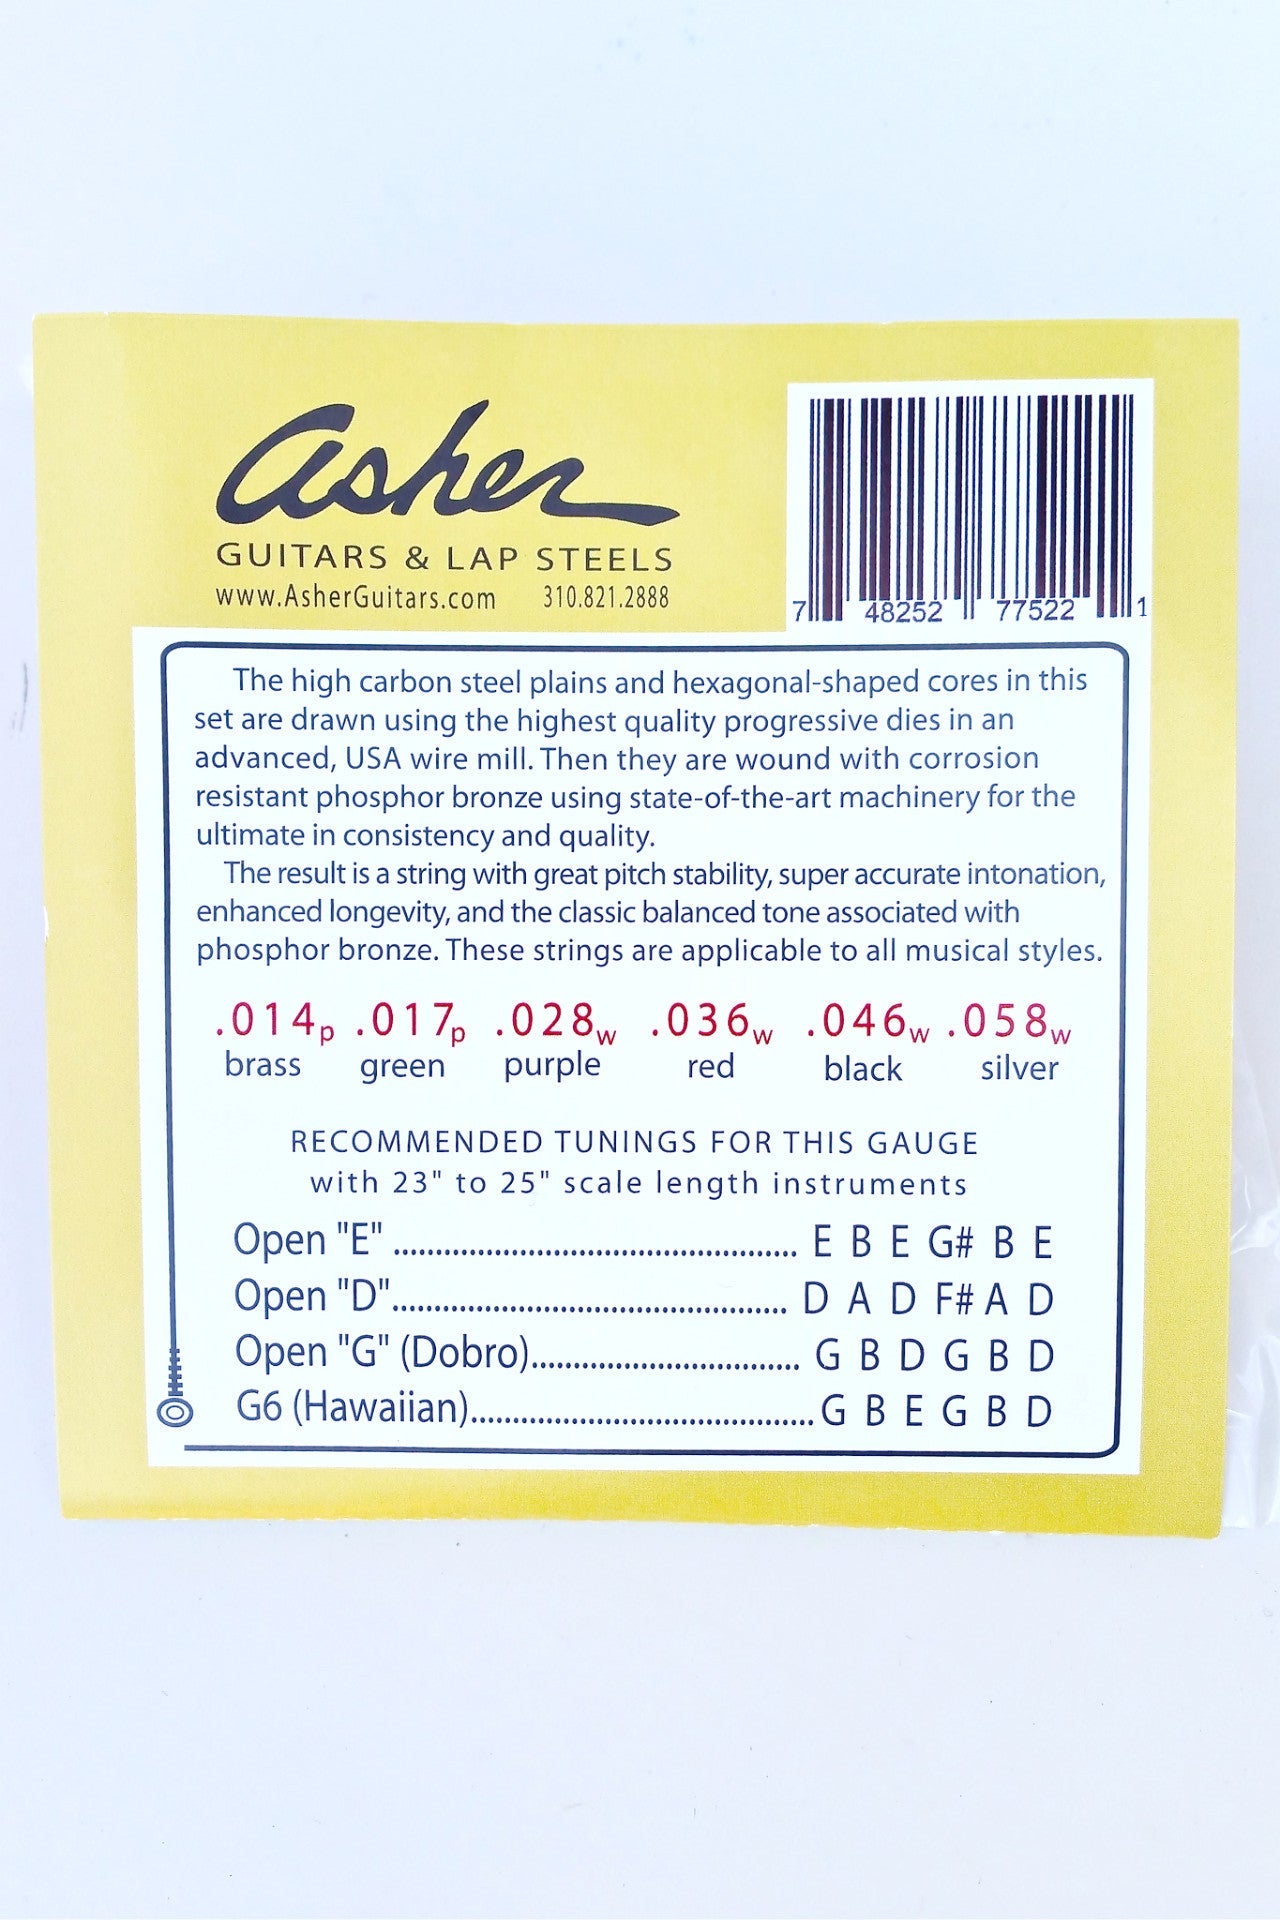 Asher
GUITARS & LAP STEELS
www.AsherGuitars.com 310.821.2888
7 48252 77522 1
The high carbon steel plains and hexagonal-shaped cores in this
set are drawn using the highest quality progressive dies in an
advanced, USA wire mill. Then they are wound with corrosion
resistant phosphor bronze using state-of-the-art machinery for the
ultimate in consistency and quality.
The result is a string with great pitch stability, super accurate intonation,
enhanced longevity, and the classic balanced tone associated with
phosphor bronze. These strings are applicable to all musical styles.
.014p .017p .028w .036w .046w .058w
brass green purple red black silver
RECOMMENDED TUNINGS FOR THIS GAUGE
with 23" to 25" scale length instruments
Open "E" ................................................ E B E G# B E
Open "D"............................................... D A D F# A D
Open "G" (Dobro)................................ G B D G B D
G6 (Hawaiian).........................................G B E G B D